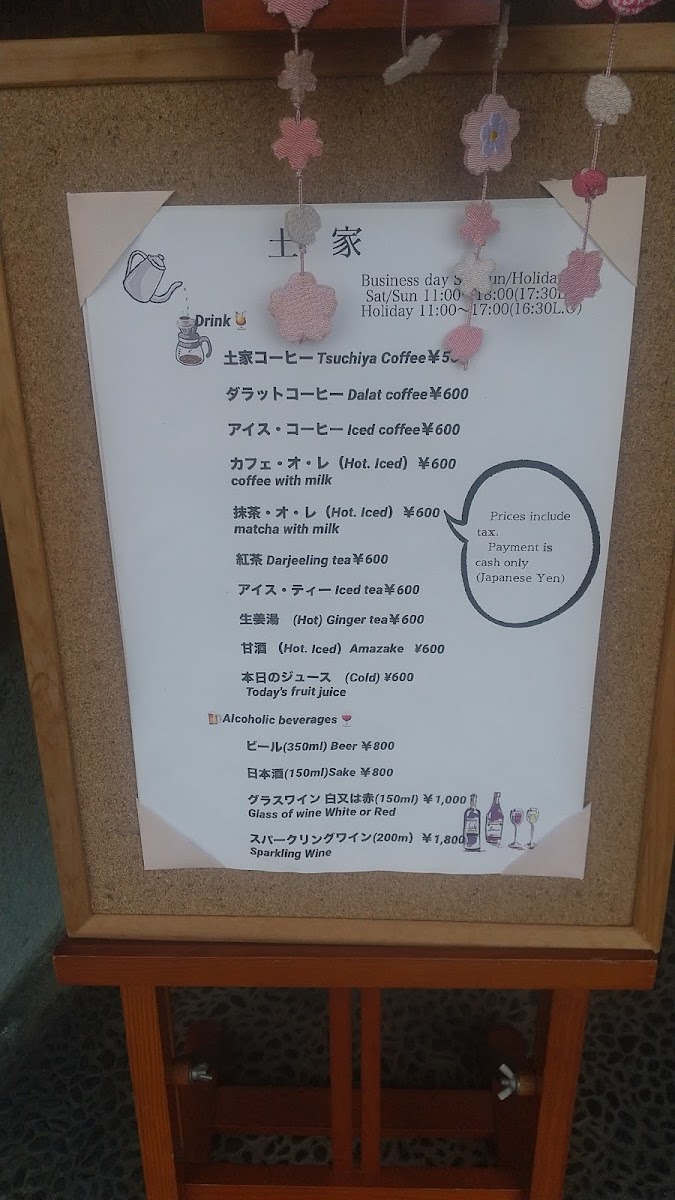 土家
Business day Sat/Sun/Holiday
Sat/Sun 11:00~18:00(17:30L.
Holiday 11:00~17:00(16:30L.O)
Drink
土家コーヒー Tsuchiya Coffee¥5
ダラットコーヒー Dalat coffee¥600
アイス・コーヒー Iced coffee¥600
カフェ・オ・レ（Hot. Iced）¥600
coffee with milk
抹茶・オ・レ（Hot. Iced）¥600
matcha with milk
Prices include
tax.
Payment is
cash only
(Japanese Yen)
紅茶 Darjeeling tea¥600
アイス・ティー Iced tea¥600
生姜湯 (Hot) Ginger tea¥600
甘酒 （Hot. Iced）Amazake ¥600
本日のジュース (Cold) ¥600
Today's fruit juice
Alcoholic beverages
ビール(350ml) Beer ¥800
日本酒(150ml)Sake ¥800
グラスワイン 白又は赤(150ml) ¥1,000
Glass of wine White or Red
スパークリングワイン(200m) ¥1,800
Sparkling Wine